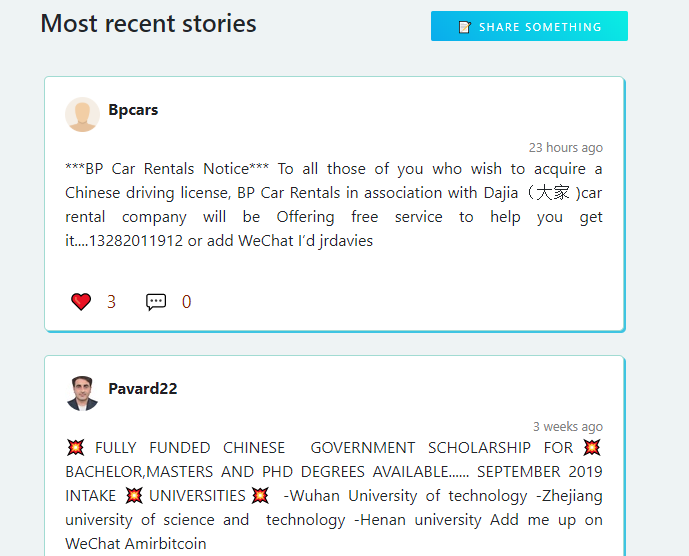 Most recent stories
📝 SHARE SOMETHING
Bpcars
23 hours ago
***BP Car Rentals Notice*** To all those of you who wish to acquire a
Chinese driving license, BP Car Rentals in association with Dajia（大家 )car
rental company will be Offering free service to help you get
it....13282011912 or add WeChat I’d jrdavies
3 0
Pavard22
3 weeks ago
💥 FULLY FUNDED CHINESE GOVERNMENT SCHOLARSHIP FOR 💥
BACHELOR,MASTERS AND PHD DEGREES AVAILABLE...... SEPTEMBER 2019
INTAKE 💥 UNIVERSITIES 💥 -Wuhan University of technology -Zhejiang
university of science and technology -Henan university Add me up on
WeChat Amirbitcoin